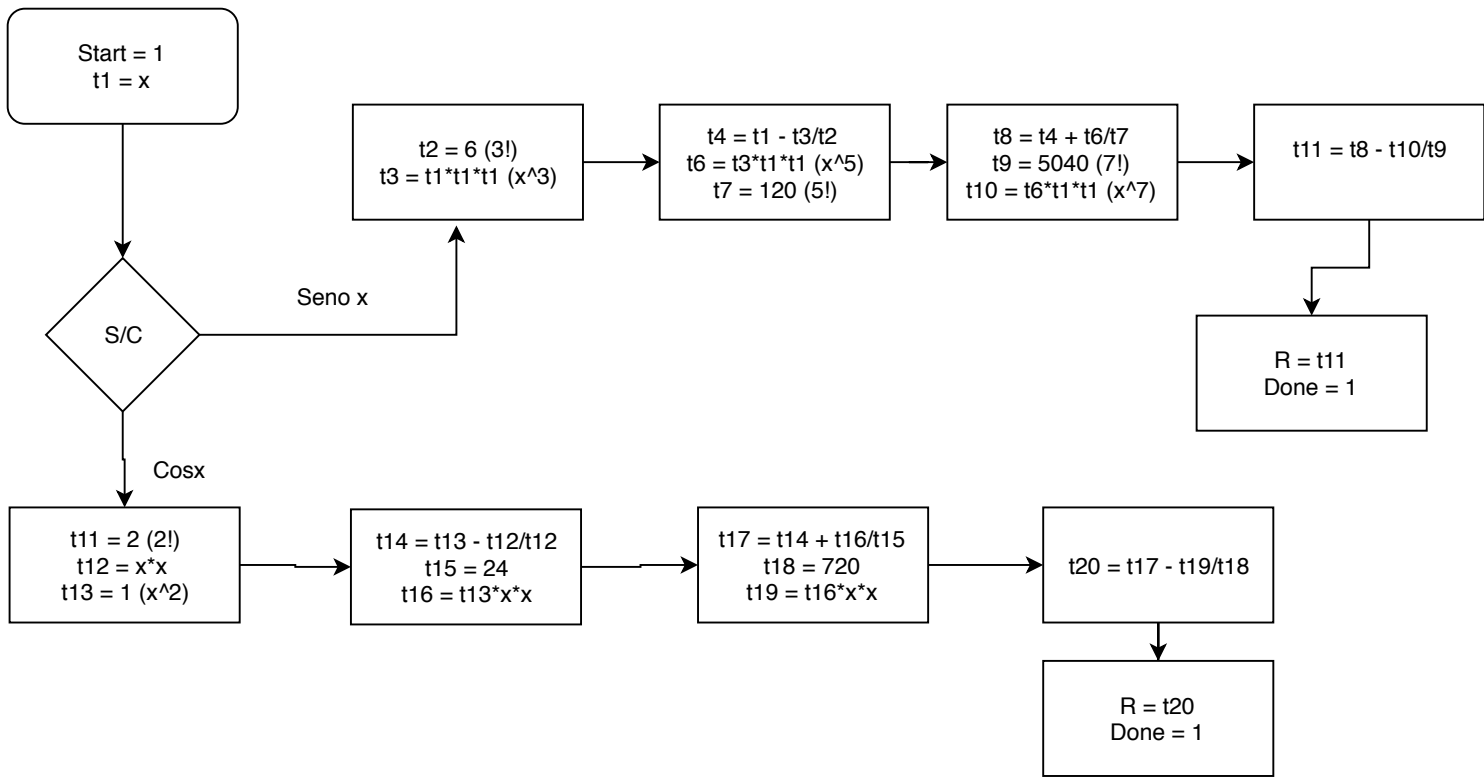 Start = 1
t1 = x
S/C
Seno x
t2 = 6 (3!)
t3 = t1*t1*t1 (x^3)
t4 = t1 - t3/t2
t6 = t3*t1*t1 (x^5)
t7 = 120 (5!)
t8 = t4 + t6/t7
t9 = 5040 (7!)
t10 = t6*t1*t1 (x^7)
t11 = t8 - t10/t9
R = t11
Done = 1
Cosx
t11 = 2 (2!)
t12 = x*x
t13 = 1 (x^2)
t14 = t13 - t12/t12
t15 = 24
t16 = t13*x*x
t17 = t14 + t16/t15
t18 = 720
t19 = t16*x*x
t20 = t17 - t19/t18
R = t20
Done = 1